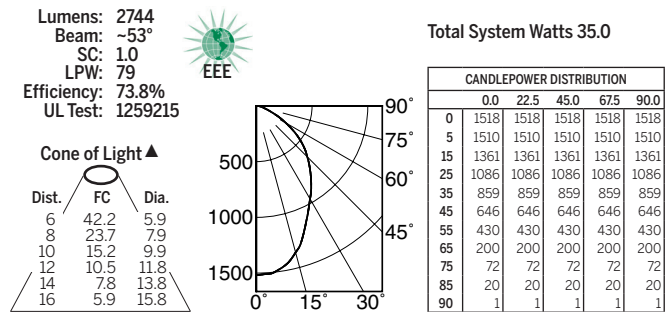 Lumens: 2744
Beam: ~53°
SC: 1.0
LPW: 79
Efficiency: 73.8%
UL Test: 1259215
EEE
Cone of Light▲
Dist. FC Dia.
6 42.2 5.9
8 23.7 7.9
10 15.2 9.9
12 10.5 11.8
14 7.8 13.8
16 5.9 15.8
500
1000
1500
90°
75°
60°
45°
0° 15° 30°
Total System Watts 35.0
CANDLEPOWER DISTRIBUTION
0.0 22.5 45.0 67.5 90.0
0 1518 1518 1518 1518 1518
5 1510 1510 1510 1510 1510
15 1361 1361 1361 1361 1361
25 1086 1086 1086 1086 1086
35 859 859 859 859 859
45 646 646 646 646 646
55 430 430 430 430 430
65 200 200 200 200 200
75 72 72 72 72 72
85 20 20 20 20 20
90 1 1 1 1 1